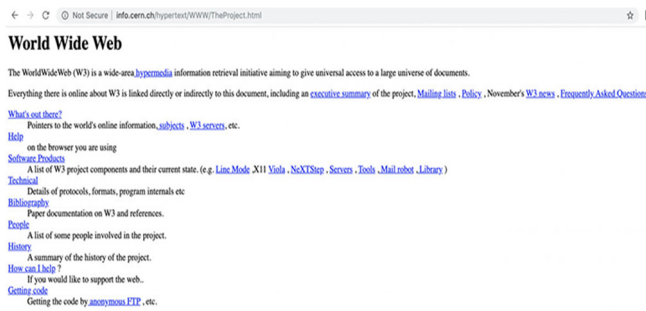 Not Secure | info.cern.ch/hypertext/WWW/TheProject.html
World Wide Web
The WorldWideWeb (W3) is a wide-area hypermedia information retrieval initiative aiming to give universal access to a large universe of documents.
Everything there is online about W3 is linked directly or indirectly to this document, including an executive summary of the project, Mailing lists , Policy , November's W3 news , Frequently Asked Questions
What's out there?
Pointers to the world's online information, subjects , W3 servers, etc.
Help
on the browser you are using
Software Products
A list of W3 project components and their current state. (e.g. Line Mode ,X11 Viola , NeXTStep , Servers , Tools , Mail robot , Library )
Technical
Details of protocols, formats, program internals etc
Bibliography
Paper documentation on W3 and references.
People
A list of some people involved in the project.
History
A summary of the history of the project.
How can I help ?
If you would like to support the web..
Getting code
Getting the code by anonymous FTP , etc.